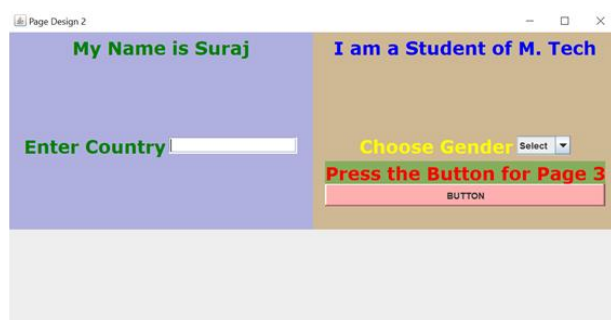 Page Design 2
My Name is Suraj
I am a Student of M. Tech
Enter Country
Choose Gender Select
Press the Button for Page 3
BUTTON